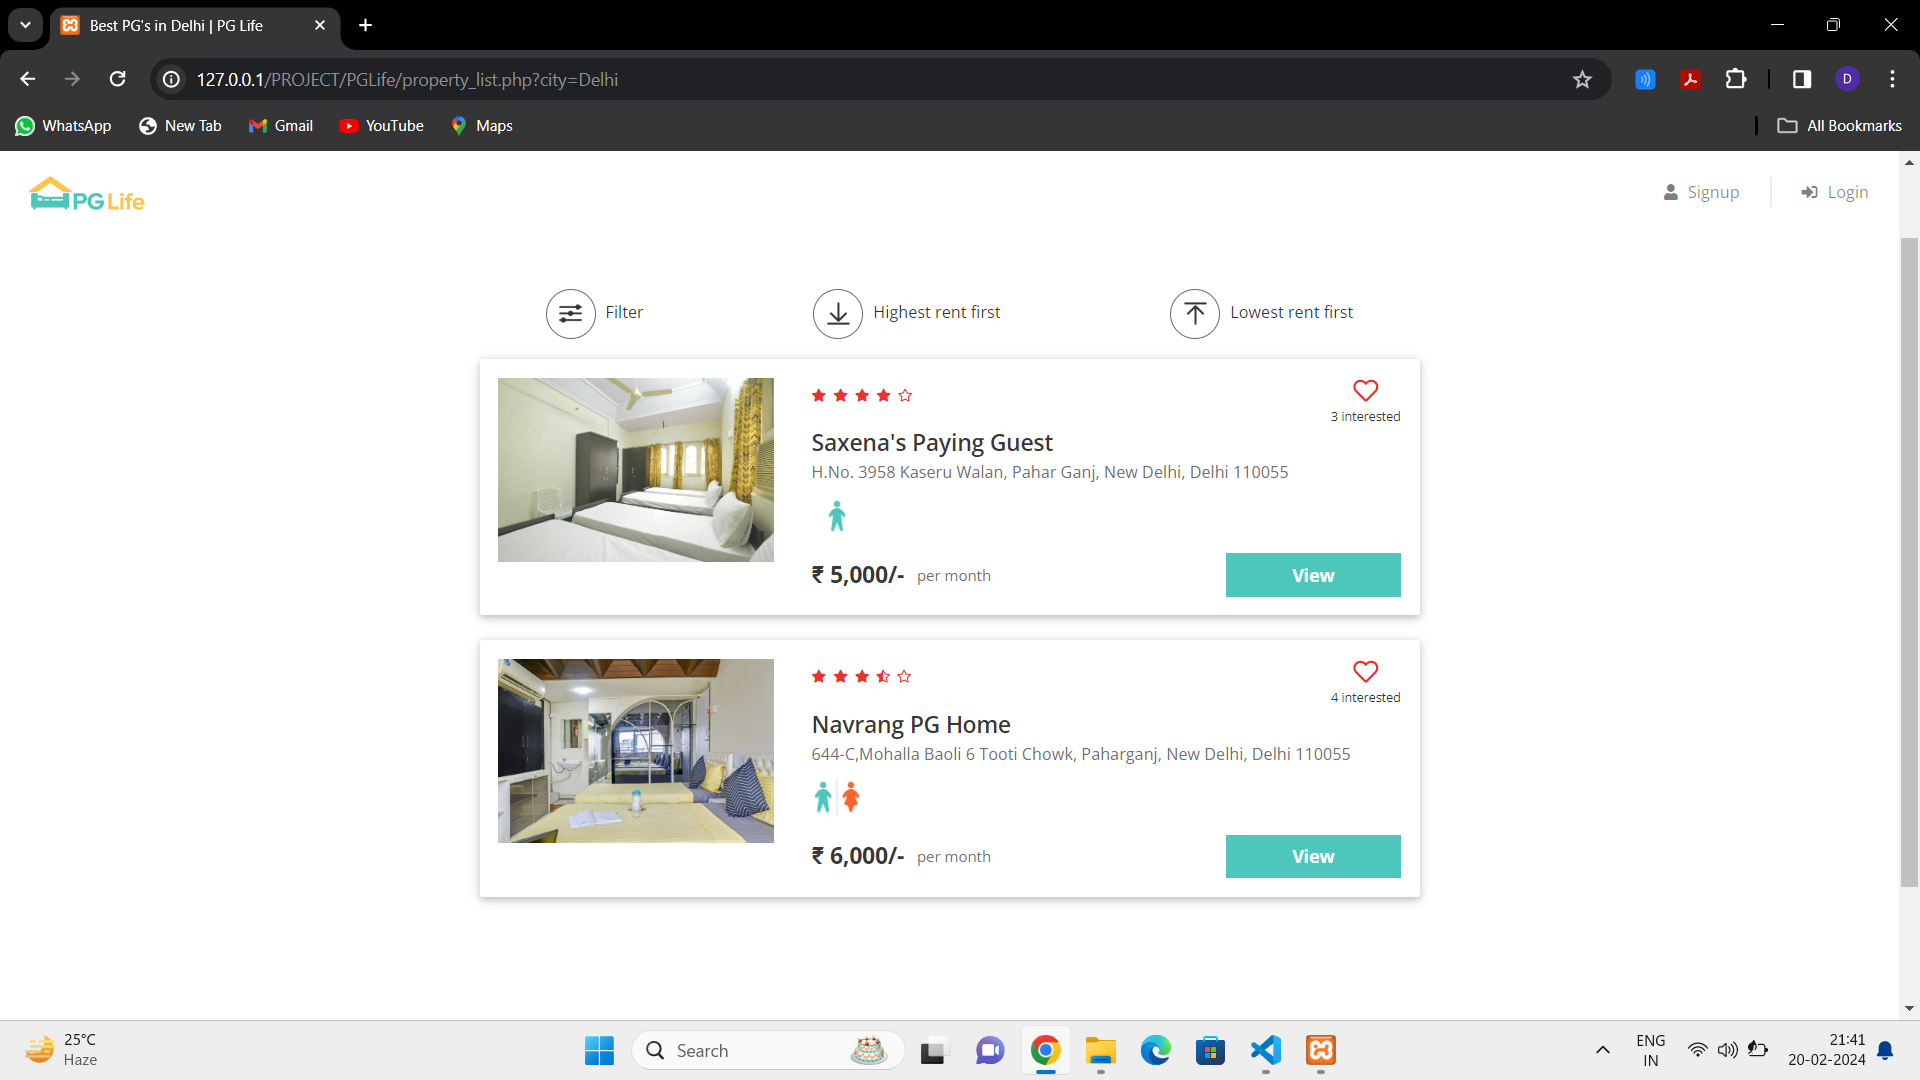 Best PG's in Delhi | PG Life
127.0.0.1/PROJECT/PGLife/property_list.php?city=Delhi
D
WhatsApp
New Tab
Gmail
YouTube
Maps
All Bookmarks
PG Life
Signup
Login
Filter
Highest rent first
Lowest rent first
3 interested
Saxena's Paying Guest
H.No. 3958 Kaseru Walan, Pahar Ganj, New Delhi, Delhi 110055
₹ 5,000/- per month
View
4 interested
Navrang PG Home
644-C,Mohalla Baoli 6 Tooti Chowk, Paharganj, New Delhi, Delhi 110055
₹ 6,000/- per month
View
25°C
Haze
Search
ENG
IN
21:41
20-02-2024